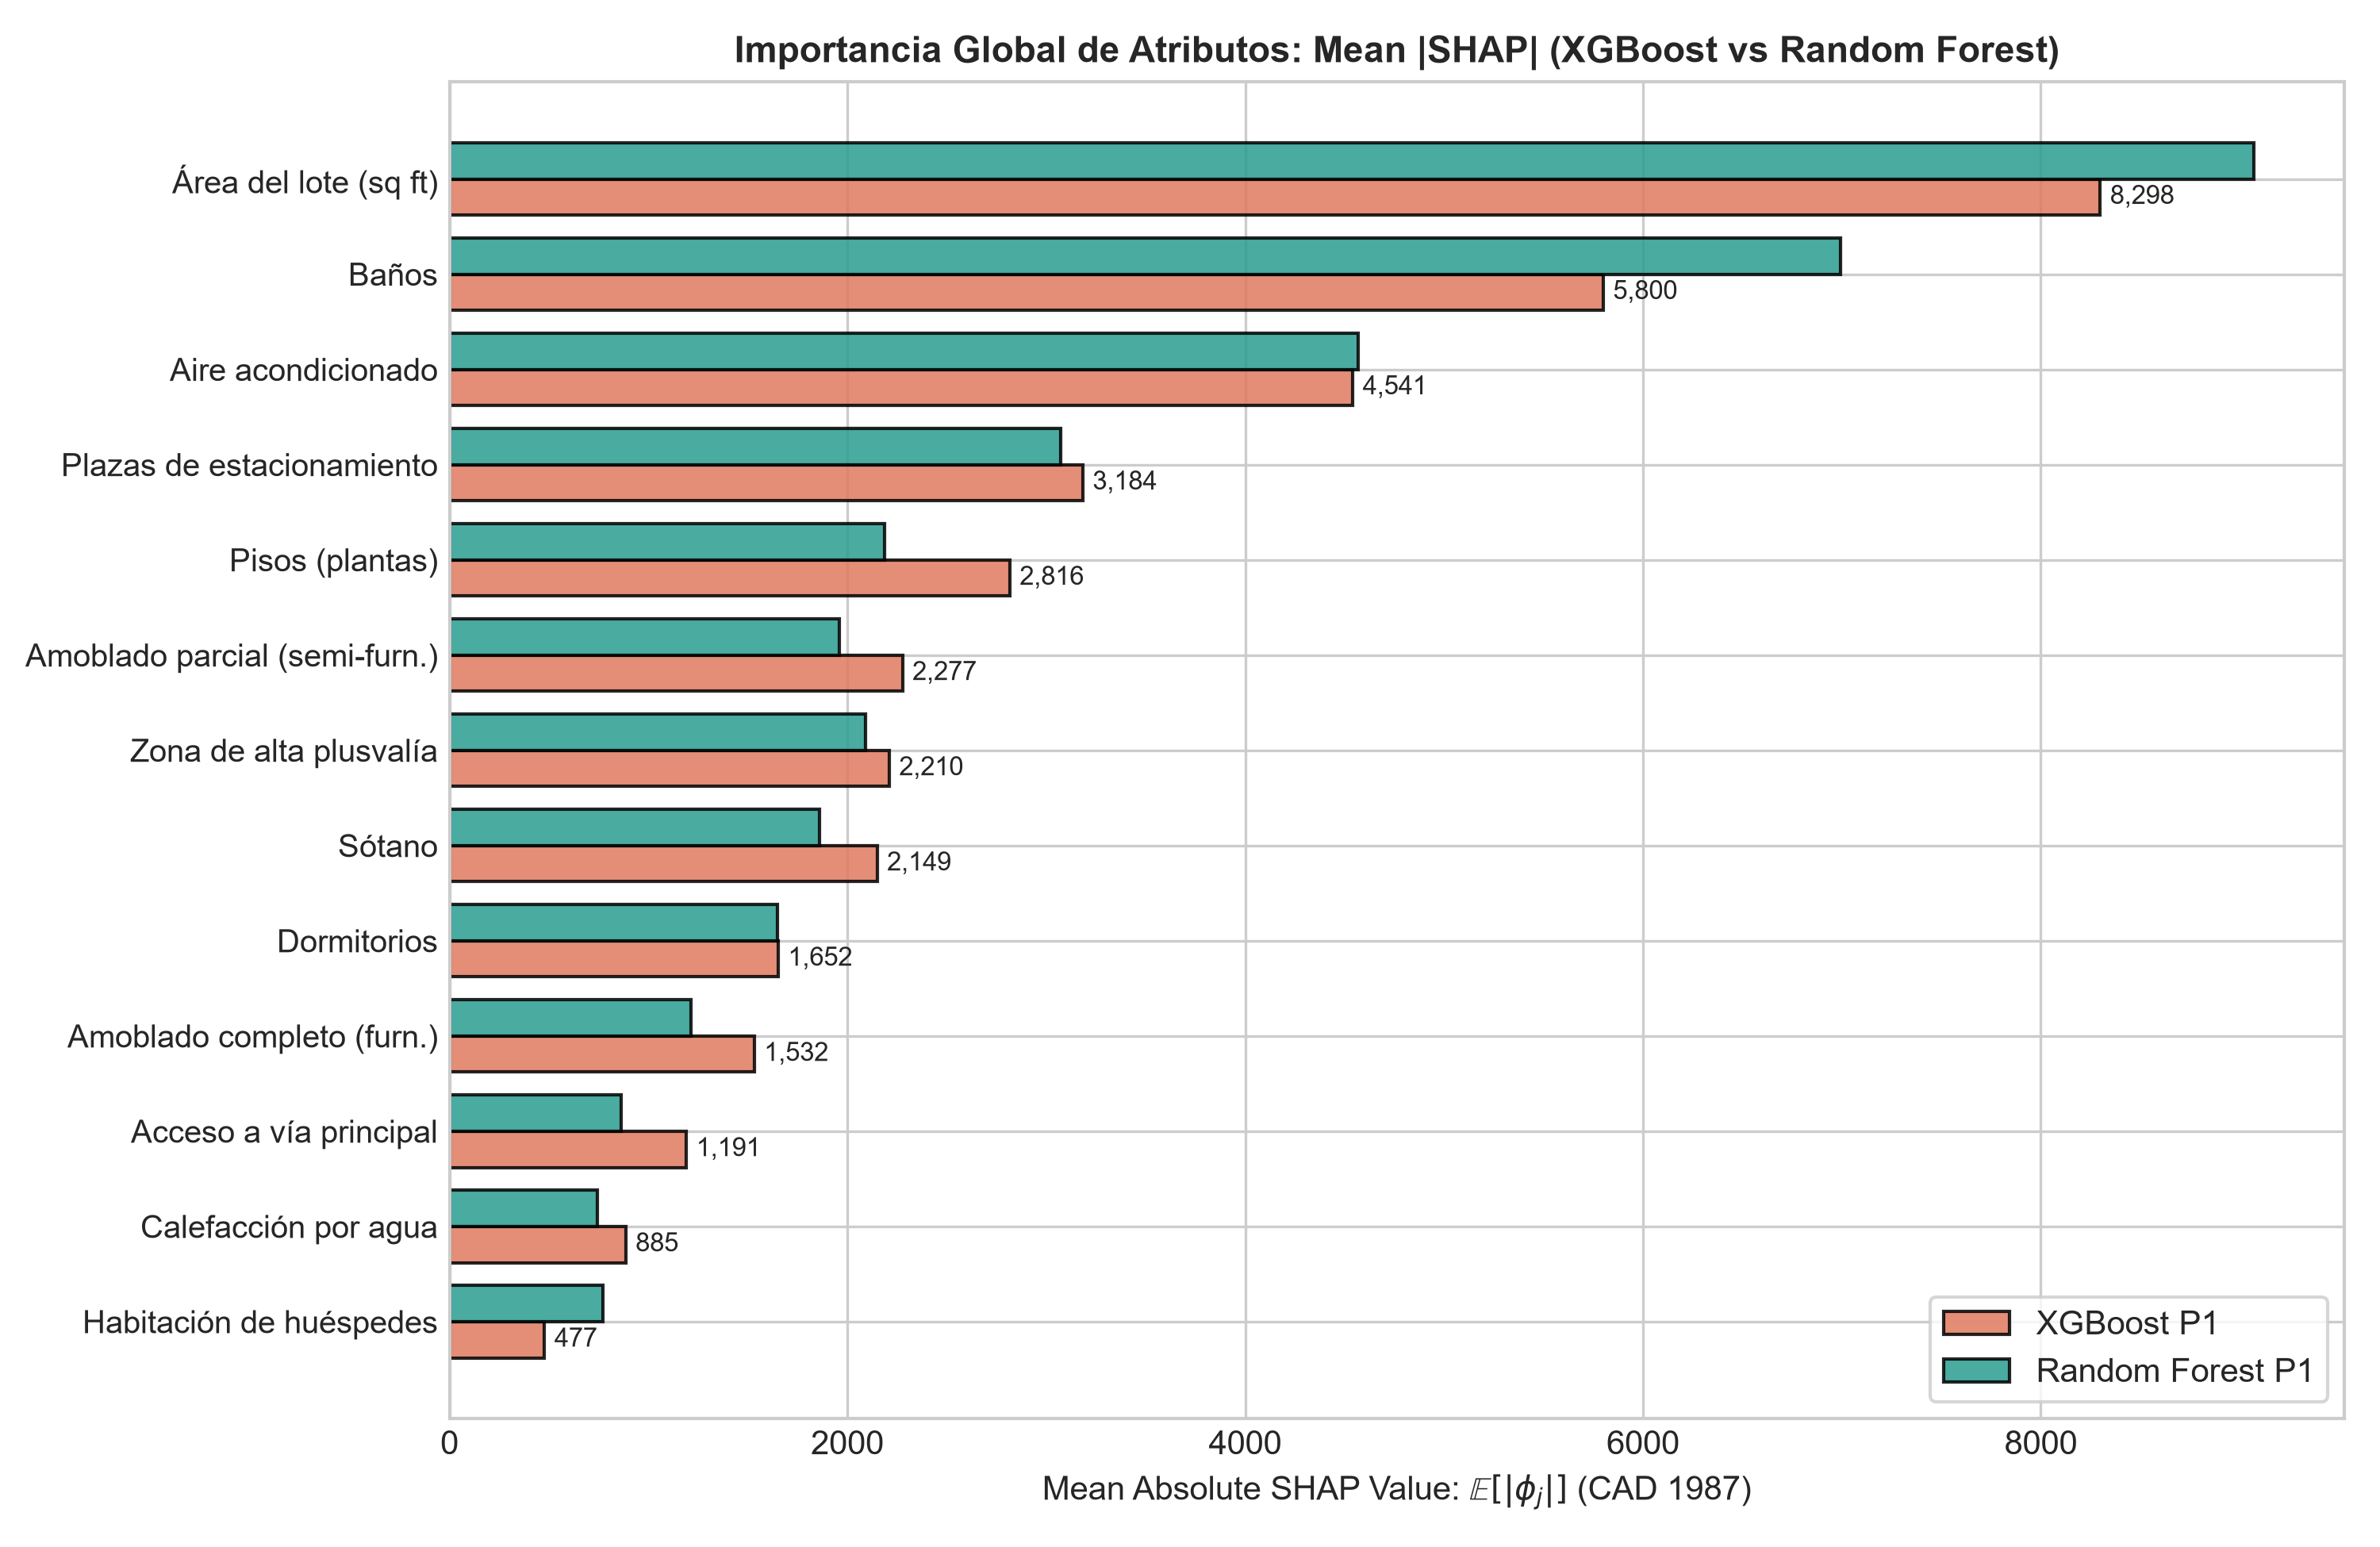 Importancia Global de Atributos: Mean |SHAP| (XGBoost vs Random Forest)
Área del lote (sq ft)
8,298
Baños
5,800
Aire acondicionado
4,541
Plazas de estacionamiento
3,184
Pisos (plantas)
2,816
Amoblado parcial (semi-furn.)
2,277
Zona de alta plusvalía
2,210
Sótano
2,149
Dormitorios
1,652
Amoblado completo (furn.)
1,532
Acceso a vía principal
1,191
Calefacción por agua
885
Habitación de huéspedes
477
XGBoost P1
Random Forest P1
0 2000 4000 6000 8000
Mean Absolute SHAP Value: 𝔼[|ϕj|] (CAD 1987)